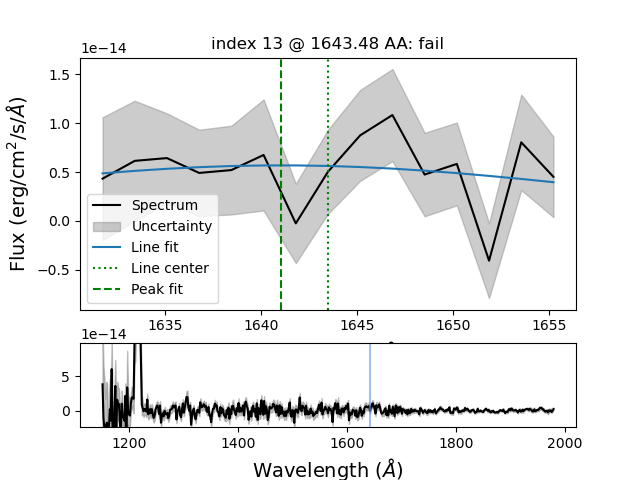 index 13 @ 1643.48 AA: fail
1e−14
1.5
1.0
0.5
0.0
−0.5
Flux (erg/cm²/s/Å)
Spectrum
Uncertainty
Line fit
Line center
Peak fit
1635 1640 1645 1650 1655
1e−14
5
0
1200 1400 1600 1800 2000
Wavelength (Å)